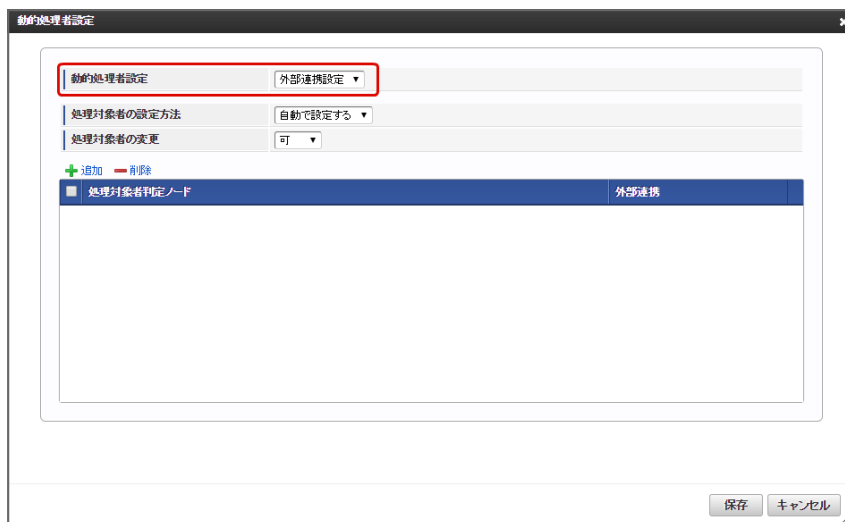 動的処理者設定
動的処理者設定 外部連携設定
処理対象者の設定方法 自動で設定する
処理対象者の変更 可
追加 削除
処理対象者判定ノード 外部連携
保存 キャンセル